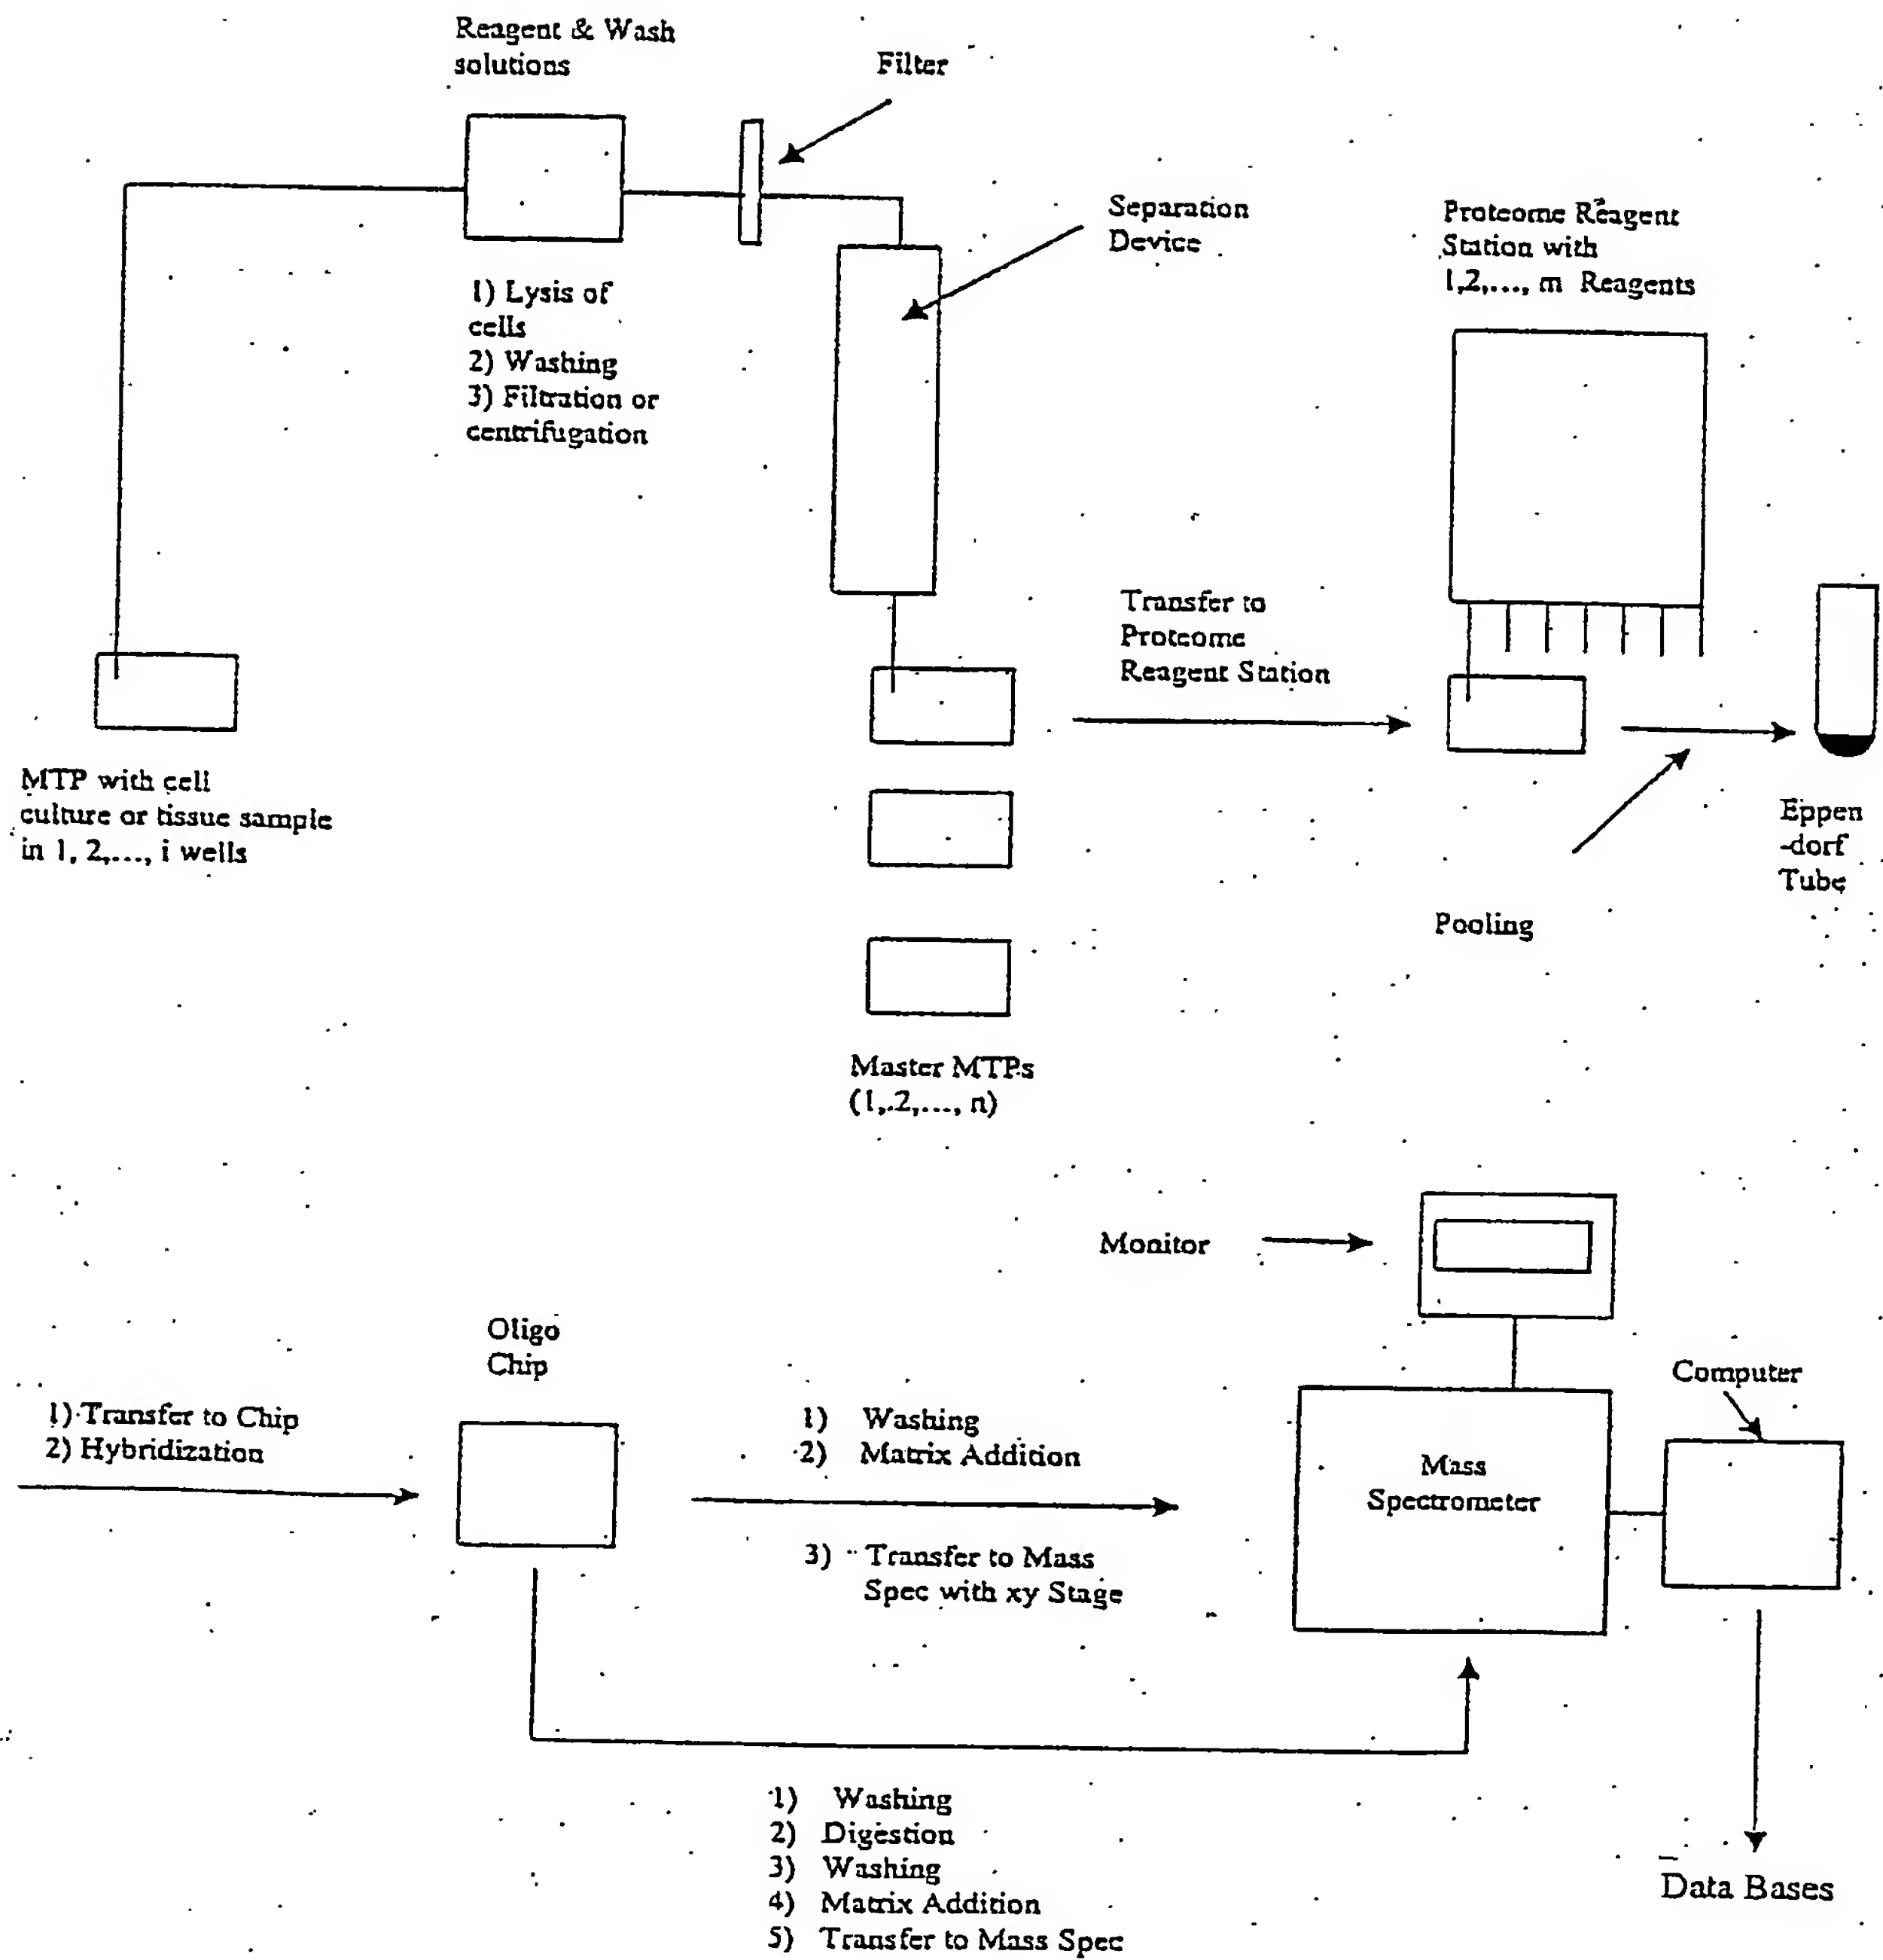 Reagent & Wash
solutions
Filter
Separation
Device
Proteome Reagent
Station with
1,2,..., m Reagents
1) Lysis of
cells
2) Washing
3) Filtration or
centrifugation
Transfer to
Proteome
Reagent Station
MTP with cell
culture or tissue sample
in 1, 2,..., i wells
Eppen
-dorf
Tube
Pooling
Master MTPs
(1, 2,..., n)
Monitor
Oligo
Chip
Computer
1) Transfer to Chip
2) Hybridization
1) Washing
2) Matrix Addition
Mass
Spectrometer
3) Transfer to Mass
Spec with xy Stage
1) Washing
2) Digestion
3) Washing
4) Matrix Addition
5) Transfer to Mass Spec
Data Bases